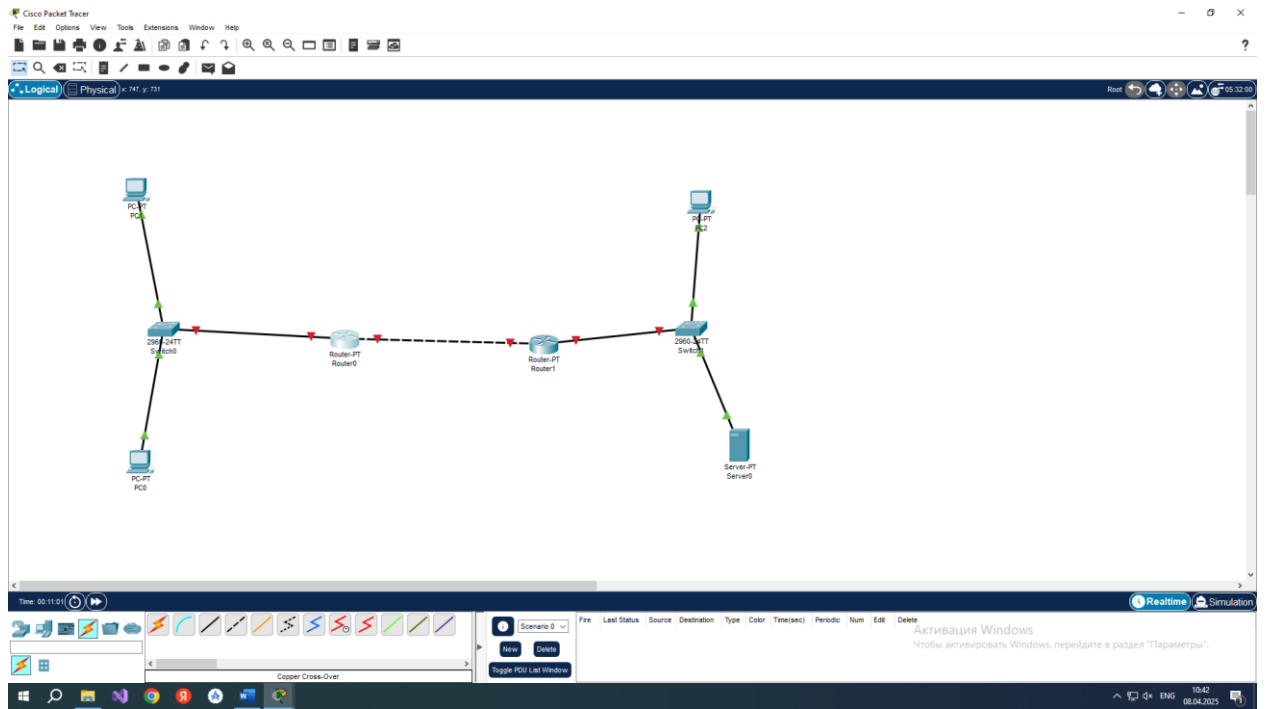 Cisco Packet Tracer
File Edit Options View Tools Extensions Window Help
?
Logical Physical x: 747, y: 731
Root 05:32:00
PC-PT
PC-PT
PC2
2960-24TT
Switch0
Router-PT
Router0
Router-PT
Router1
2960-24TT
PC-PT
PC0
Server-PT
Server0
Time: 00:11:01
Realtime Simulation
Scenario 0
New Delete
Toggle PDU List Window
Fire Last Status Source Destination Type Color Time(sec) Periodic Num Edit Delete
Активация Windows
Чтобы активировать Windows, перейдите в раздел "Параметры".
Copper Cross-Over
ENG
10:42
08.04.2025